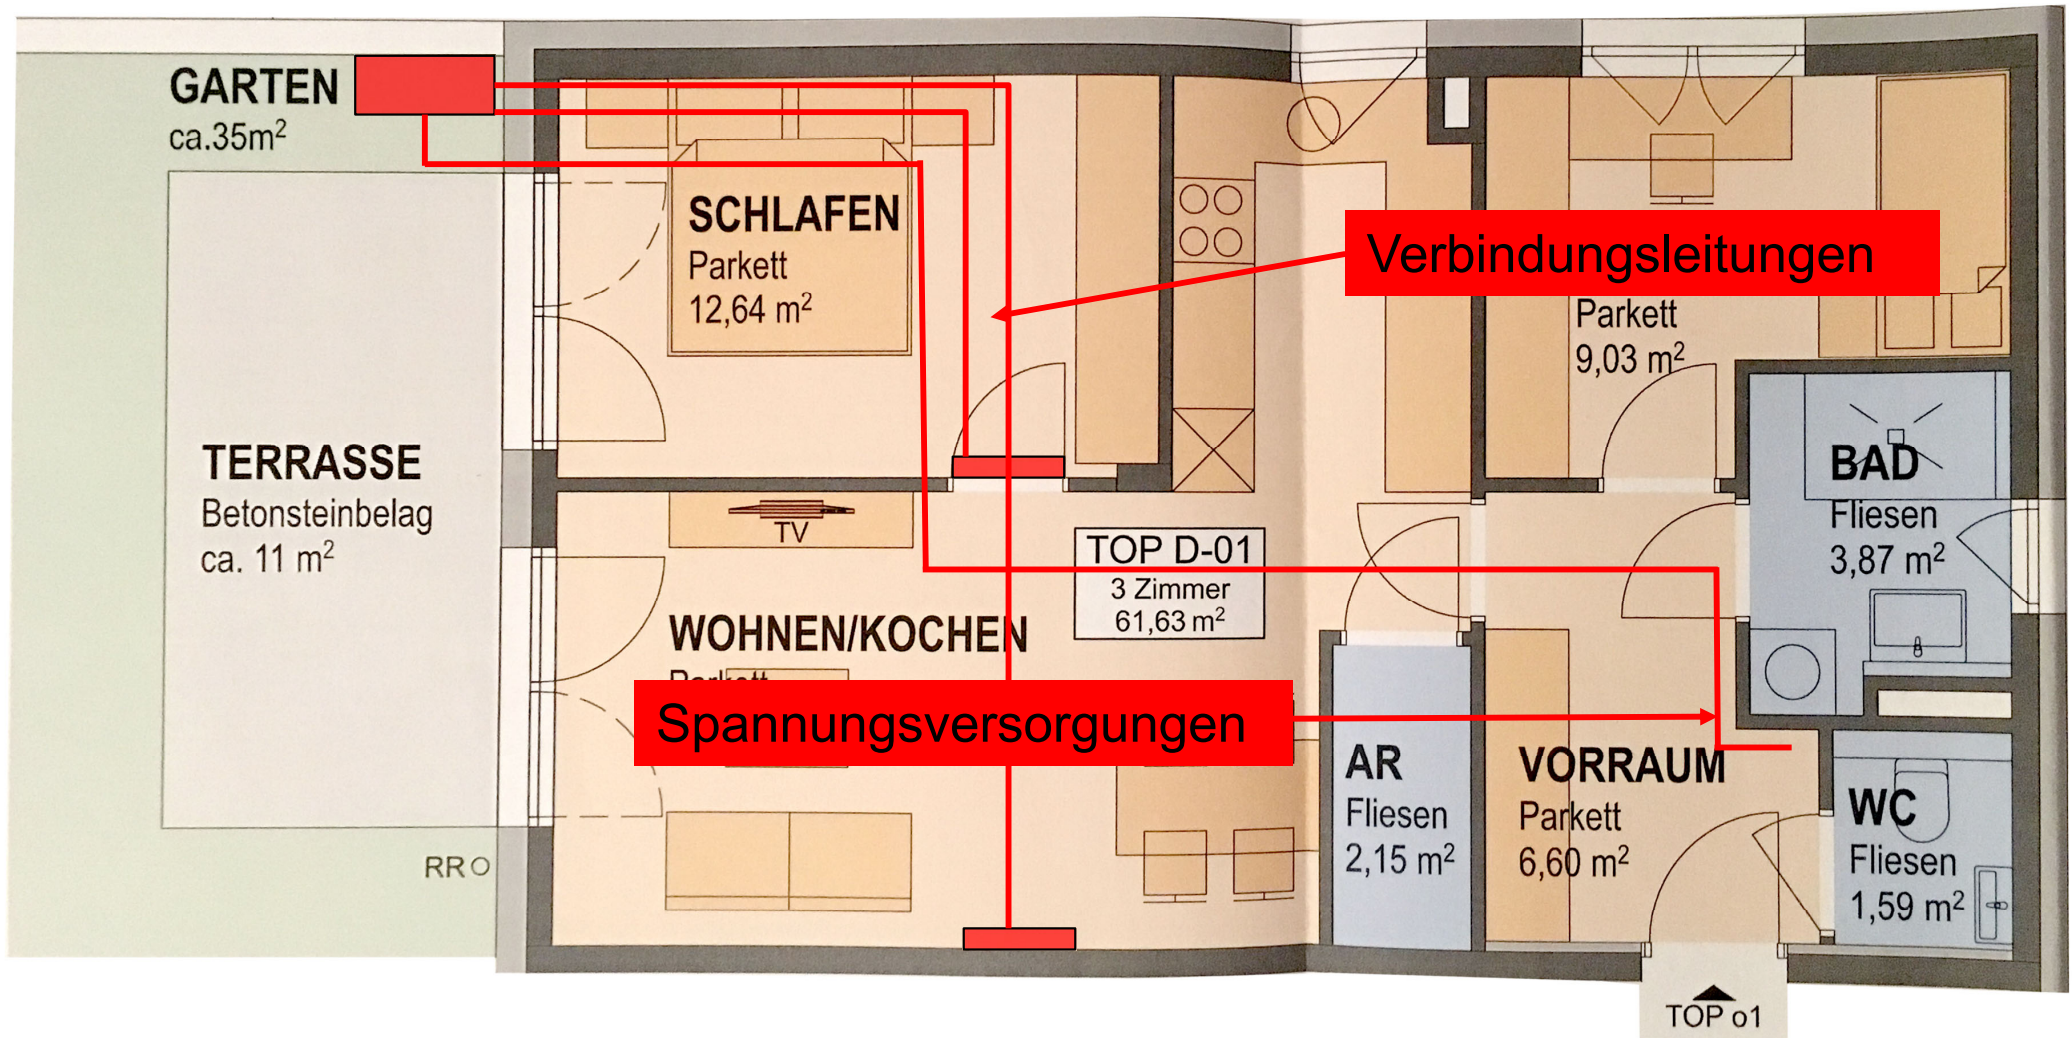 GARTEN
ca.35m²
SCHLAFEN
Parkett
12,64 m²
Verbindungsleitungen
Parkett
9,03 m²
TERRASSE
Betonsteinbelag
ca. 11 m²
BAD
Fliesen
3,87 m²
TV
TOP D-01
3 Zimmer
61,63 m²
WOHNEN/KOCHEN
Parkett
Spannungsversorgungen
AR
Fliesen
2,15 m²
VORRAUM
Parkett
6,60 m²
WC
Fliesen
1,59 m²
RR
TOP o1